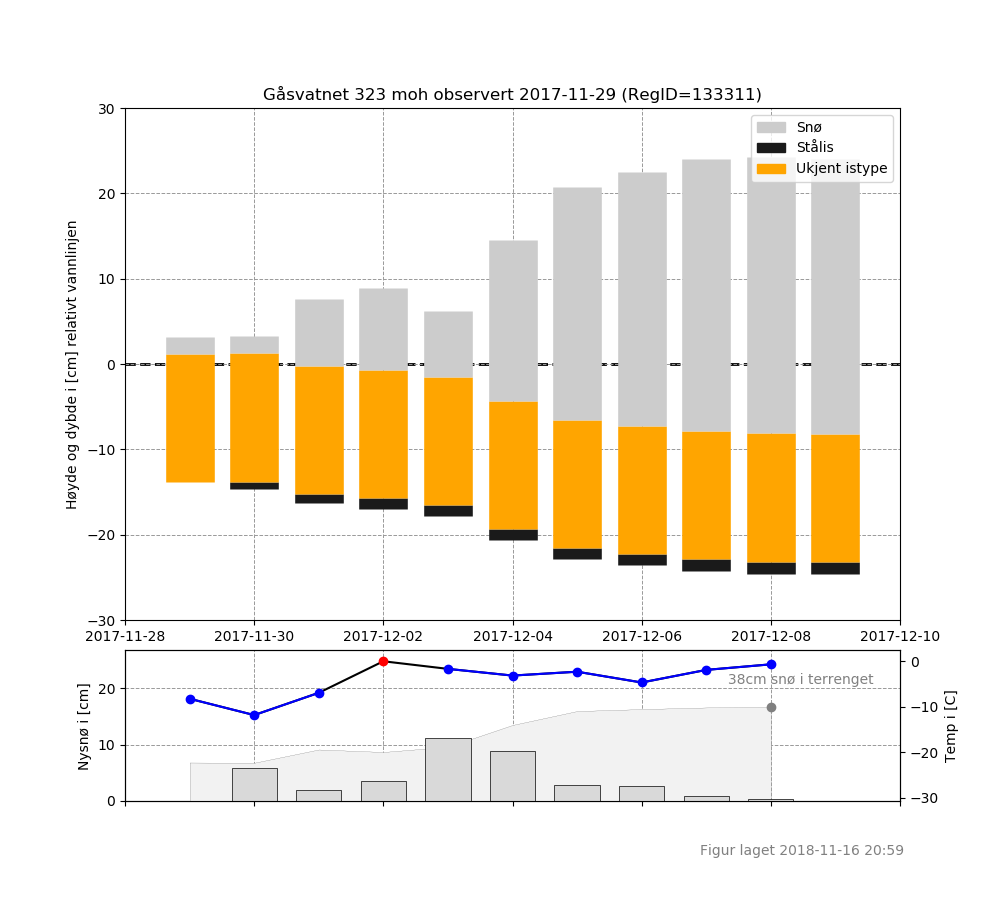 Gåsvatnet 323 moh observert 2017-11-29 (RegID=133311)
Snø
Stålis
Ukjent istype
Høyde og dybde i [cm] relativt vannlinjen
30
20
10
0
−10
−20
−30
2017-11-28 2017-11-30 2017-12-02 2017-12-04 2017-12-06 2017-12-08 2017-12-10
Nysnø i [cm]
20
10
0
38cm snø i terrenget
0
−10
−20
−30
Temp i [C]
Figur laget 2018-11-16 20:59